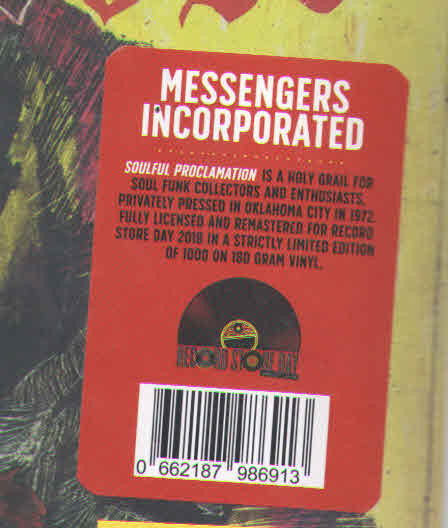 MESSENGERS
INCORPORATED
SOULFUL PROCLAMATION IS A HOLY GRAIL FOR
SOUL FUNK COLLECTORS AND ENTHUSIASTS.
PRIVATELY PRESSED IN OKLAHOMA CITY IN 1972.
FULLY LICENSED AND REMASTERED FOR RECORD
STORE DAY 2018 IN A STRICTLY LIMITED EDITION
OF 1000 ON 180 GRAM VINYL.
RECORD STORE DAY
0 662187 986913